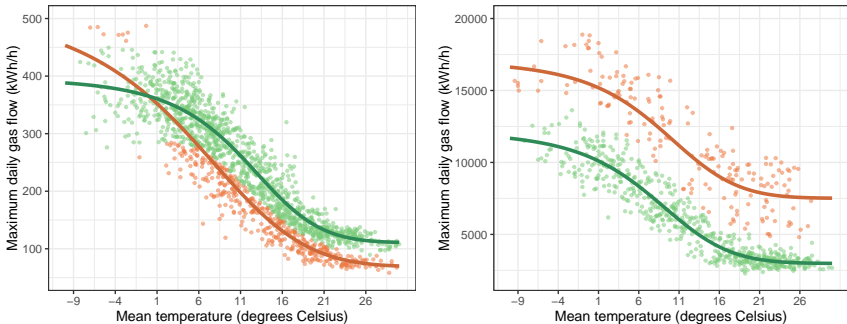 Maximum daily gas flow (kWh/h)
500
400
300
200
100
−9 −4 1 6 11 16 21 26
Mean temperature (degrees Celsius)
Maximum daily gas flow (kWh/h)
20000
15000
10000
5000
−9 −4 1 6 11 16 21 26
Mean temperature (degrees Celsius)